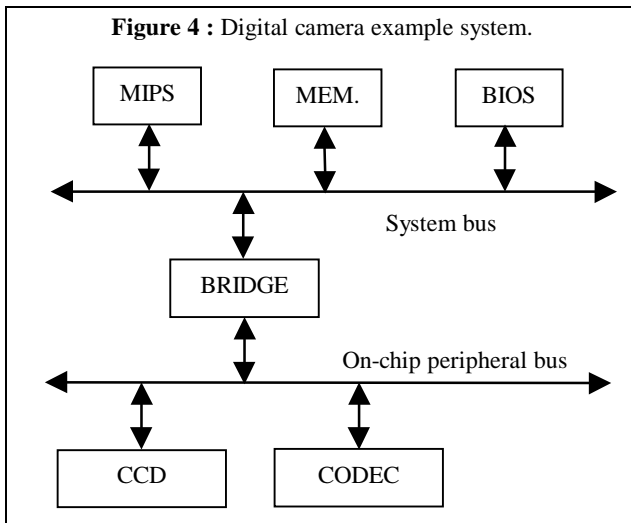 Figure 4 : Digital camera example system.
MIPS
MEM.
BIOS
System bus
BRIDGE
On-chip peripheral bus
CCD
CODEC